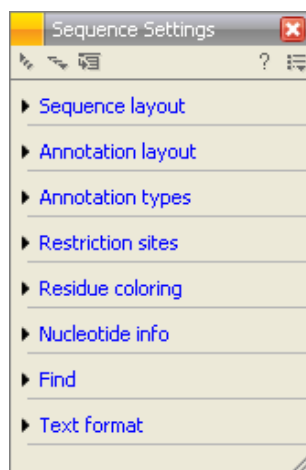 Sequence Settings
?
Sequence layout
Annotation layout
Annotation types
Restriction sites
Residue coloring
Nucleotide info
Find
Text format